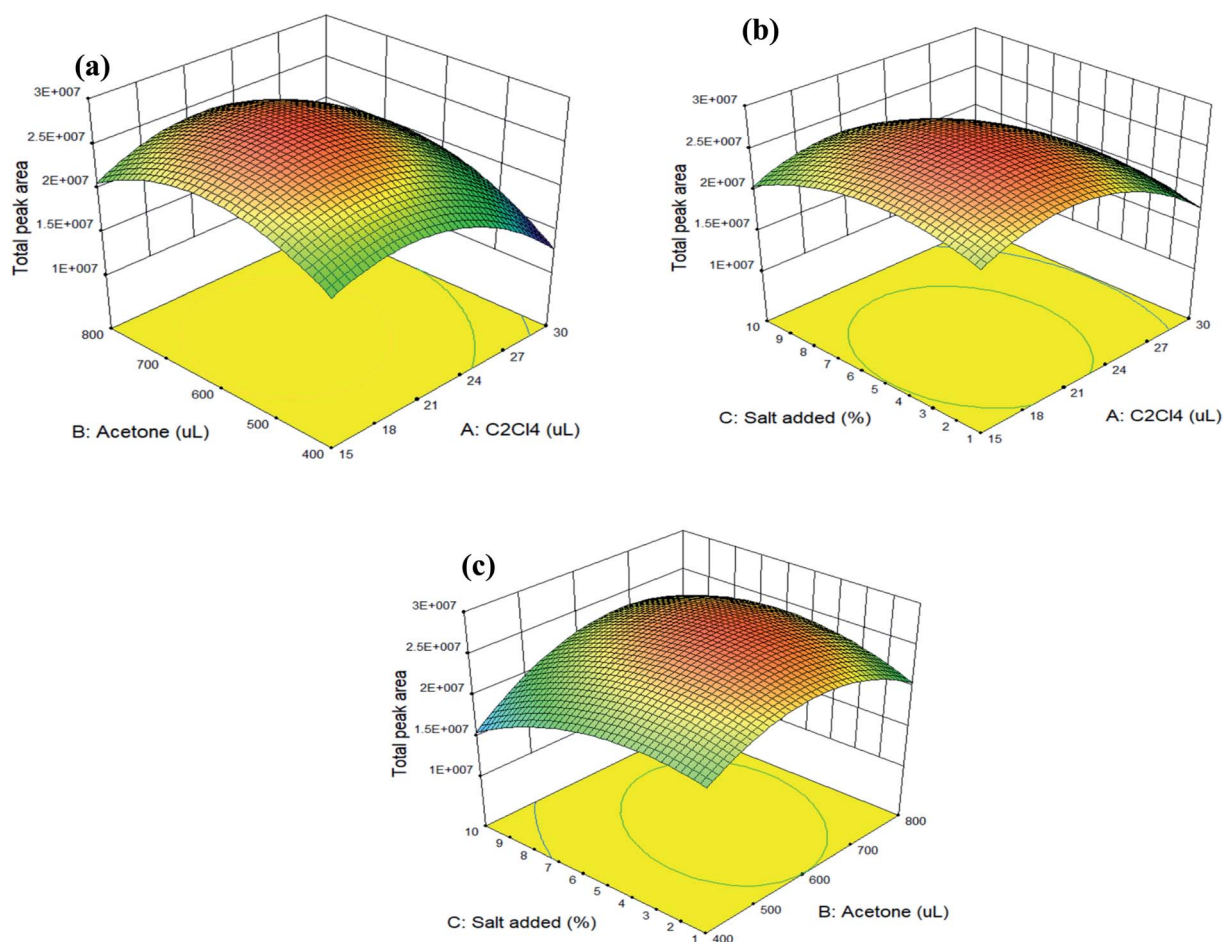 (a)
3E+007
2.5E+007
2E+007
1.5E+007
1E+007
Total peak area
800
700
600
500
400
B: Acetone (uL)
15
18
21
24
27
30
A: C2Cl4 (uL)
(b)
3E+007
2.5E+007
2E+007
1.5E+007
1E+007
Total peak area
10
9
8
7
6
5
4
3
2
1
C: Salt added (%)
15
18
21
24
27
30
A: C2Cl4 (uL)
(c)
3E+007
2.5E+007
2E+007
1.5E+007
1E+007
Total peak area
10
9
8
7
6
5
4
3
2
1
C: Salt added (%)
400
500
600
700
800
B: Acetone (uL)